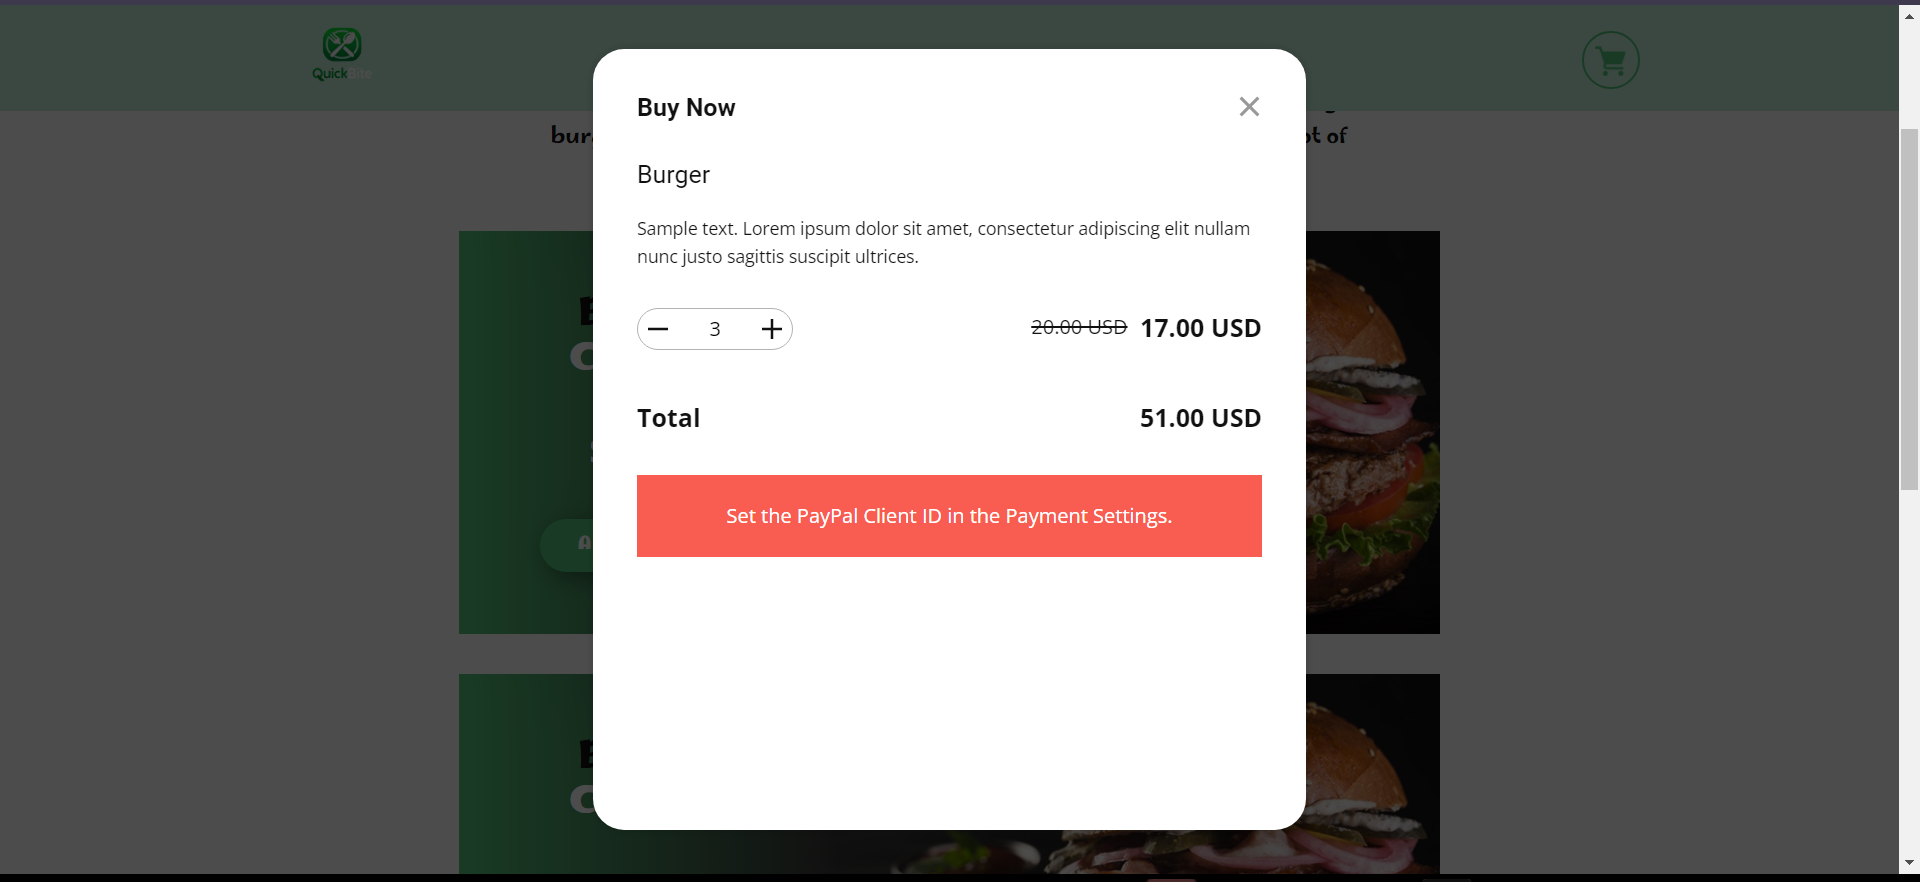 QuickBite
Buy Now
bur
ot of
Burger
Sample text. Lorem ipsum dolor sit amet, consectetur adipiscing elit nullam
nunc justo sagittis suscipit ultrices.
3
20.00 USD 17.00 USD
Total 51.00 USD
Set the PayPal Client ID in the Payment Settings.